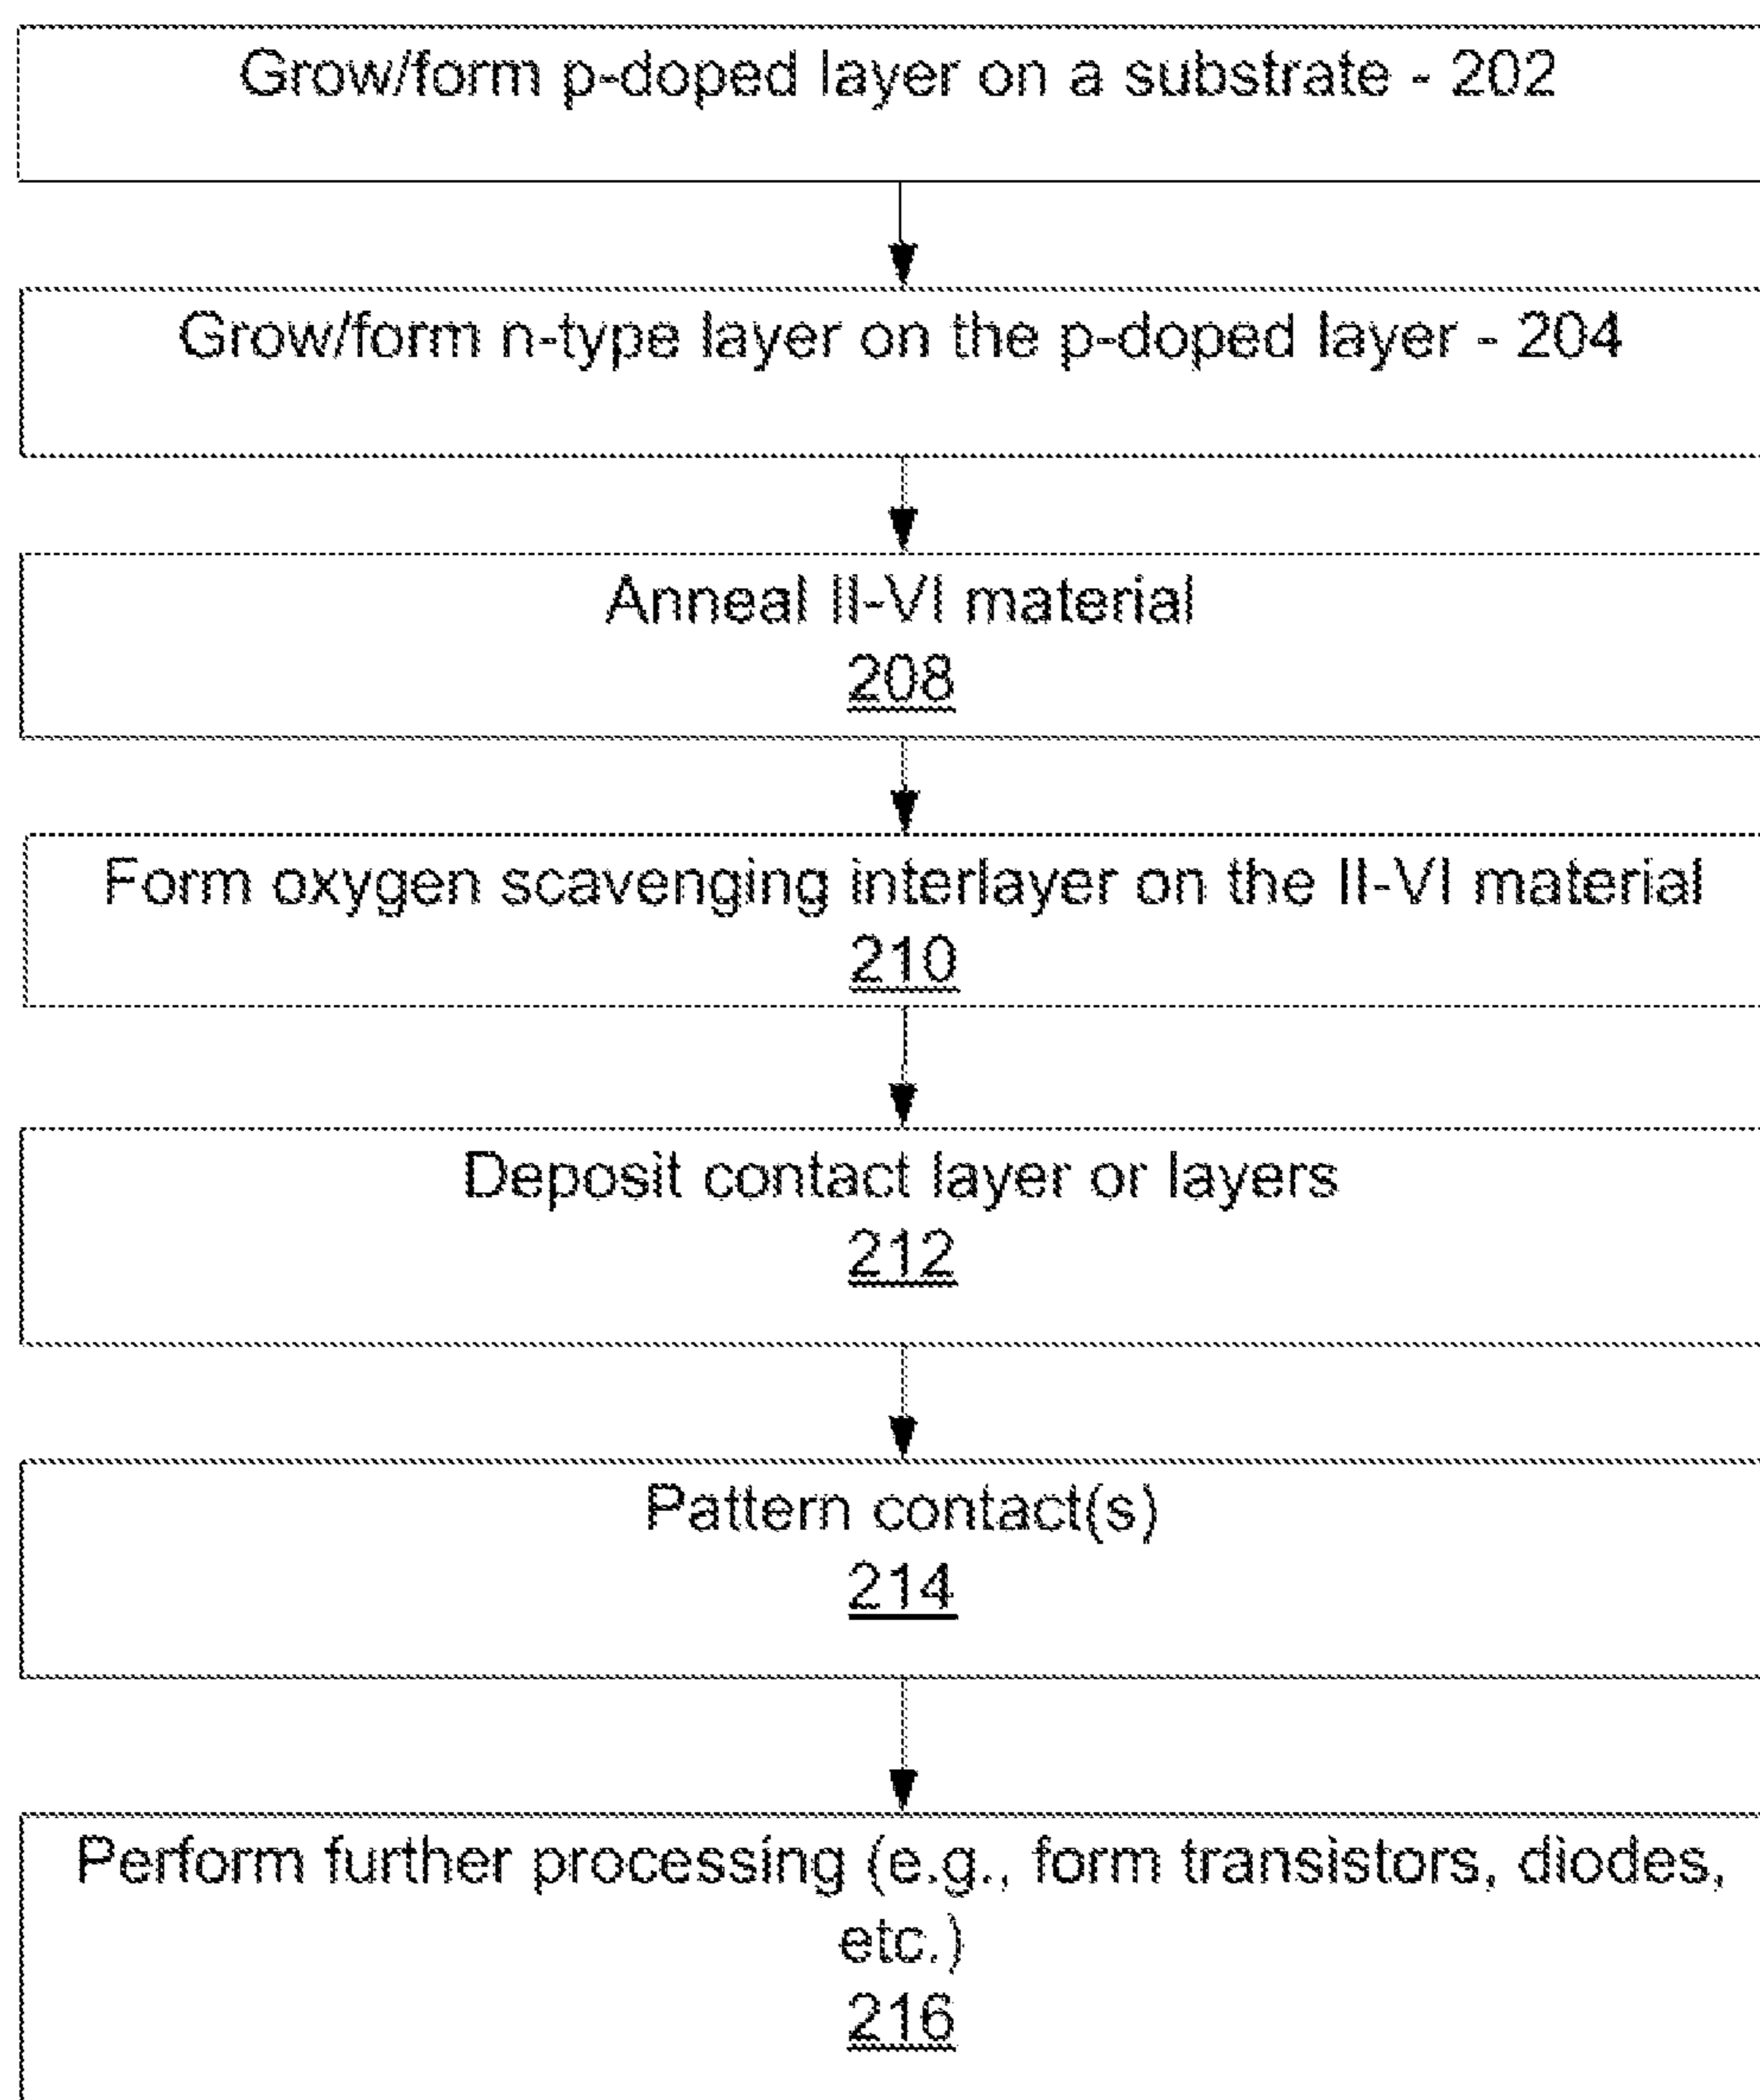 Grow/form p-doped layer on a substrate - 202
Grow/form n-type layer on the p-doped layer - 204
Anneal II-VI material
208
Form oxygen scavenging interlayer on the II-VI material
210
Deposit contact layer or layers
212
Pattern contact(s)
214
Perform further processing (e.g., form transistors, diodes,
etc.)
216